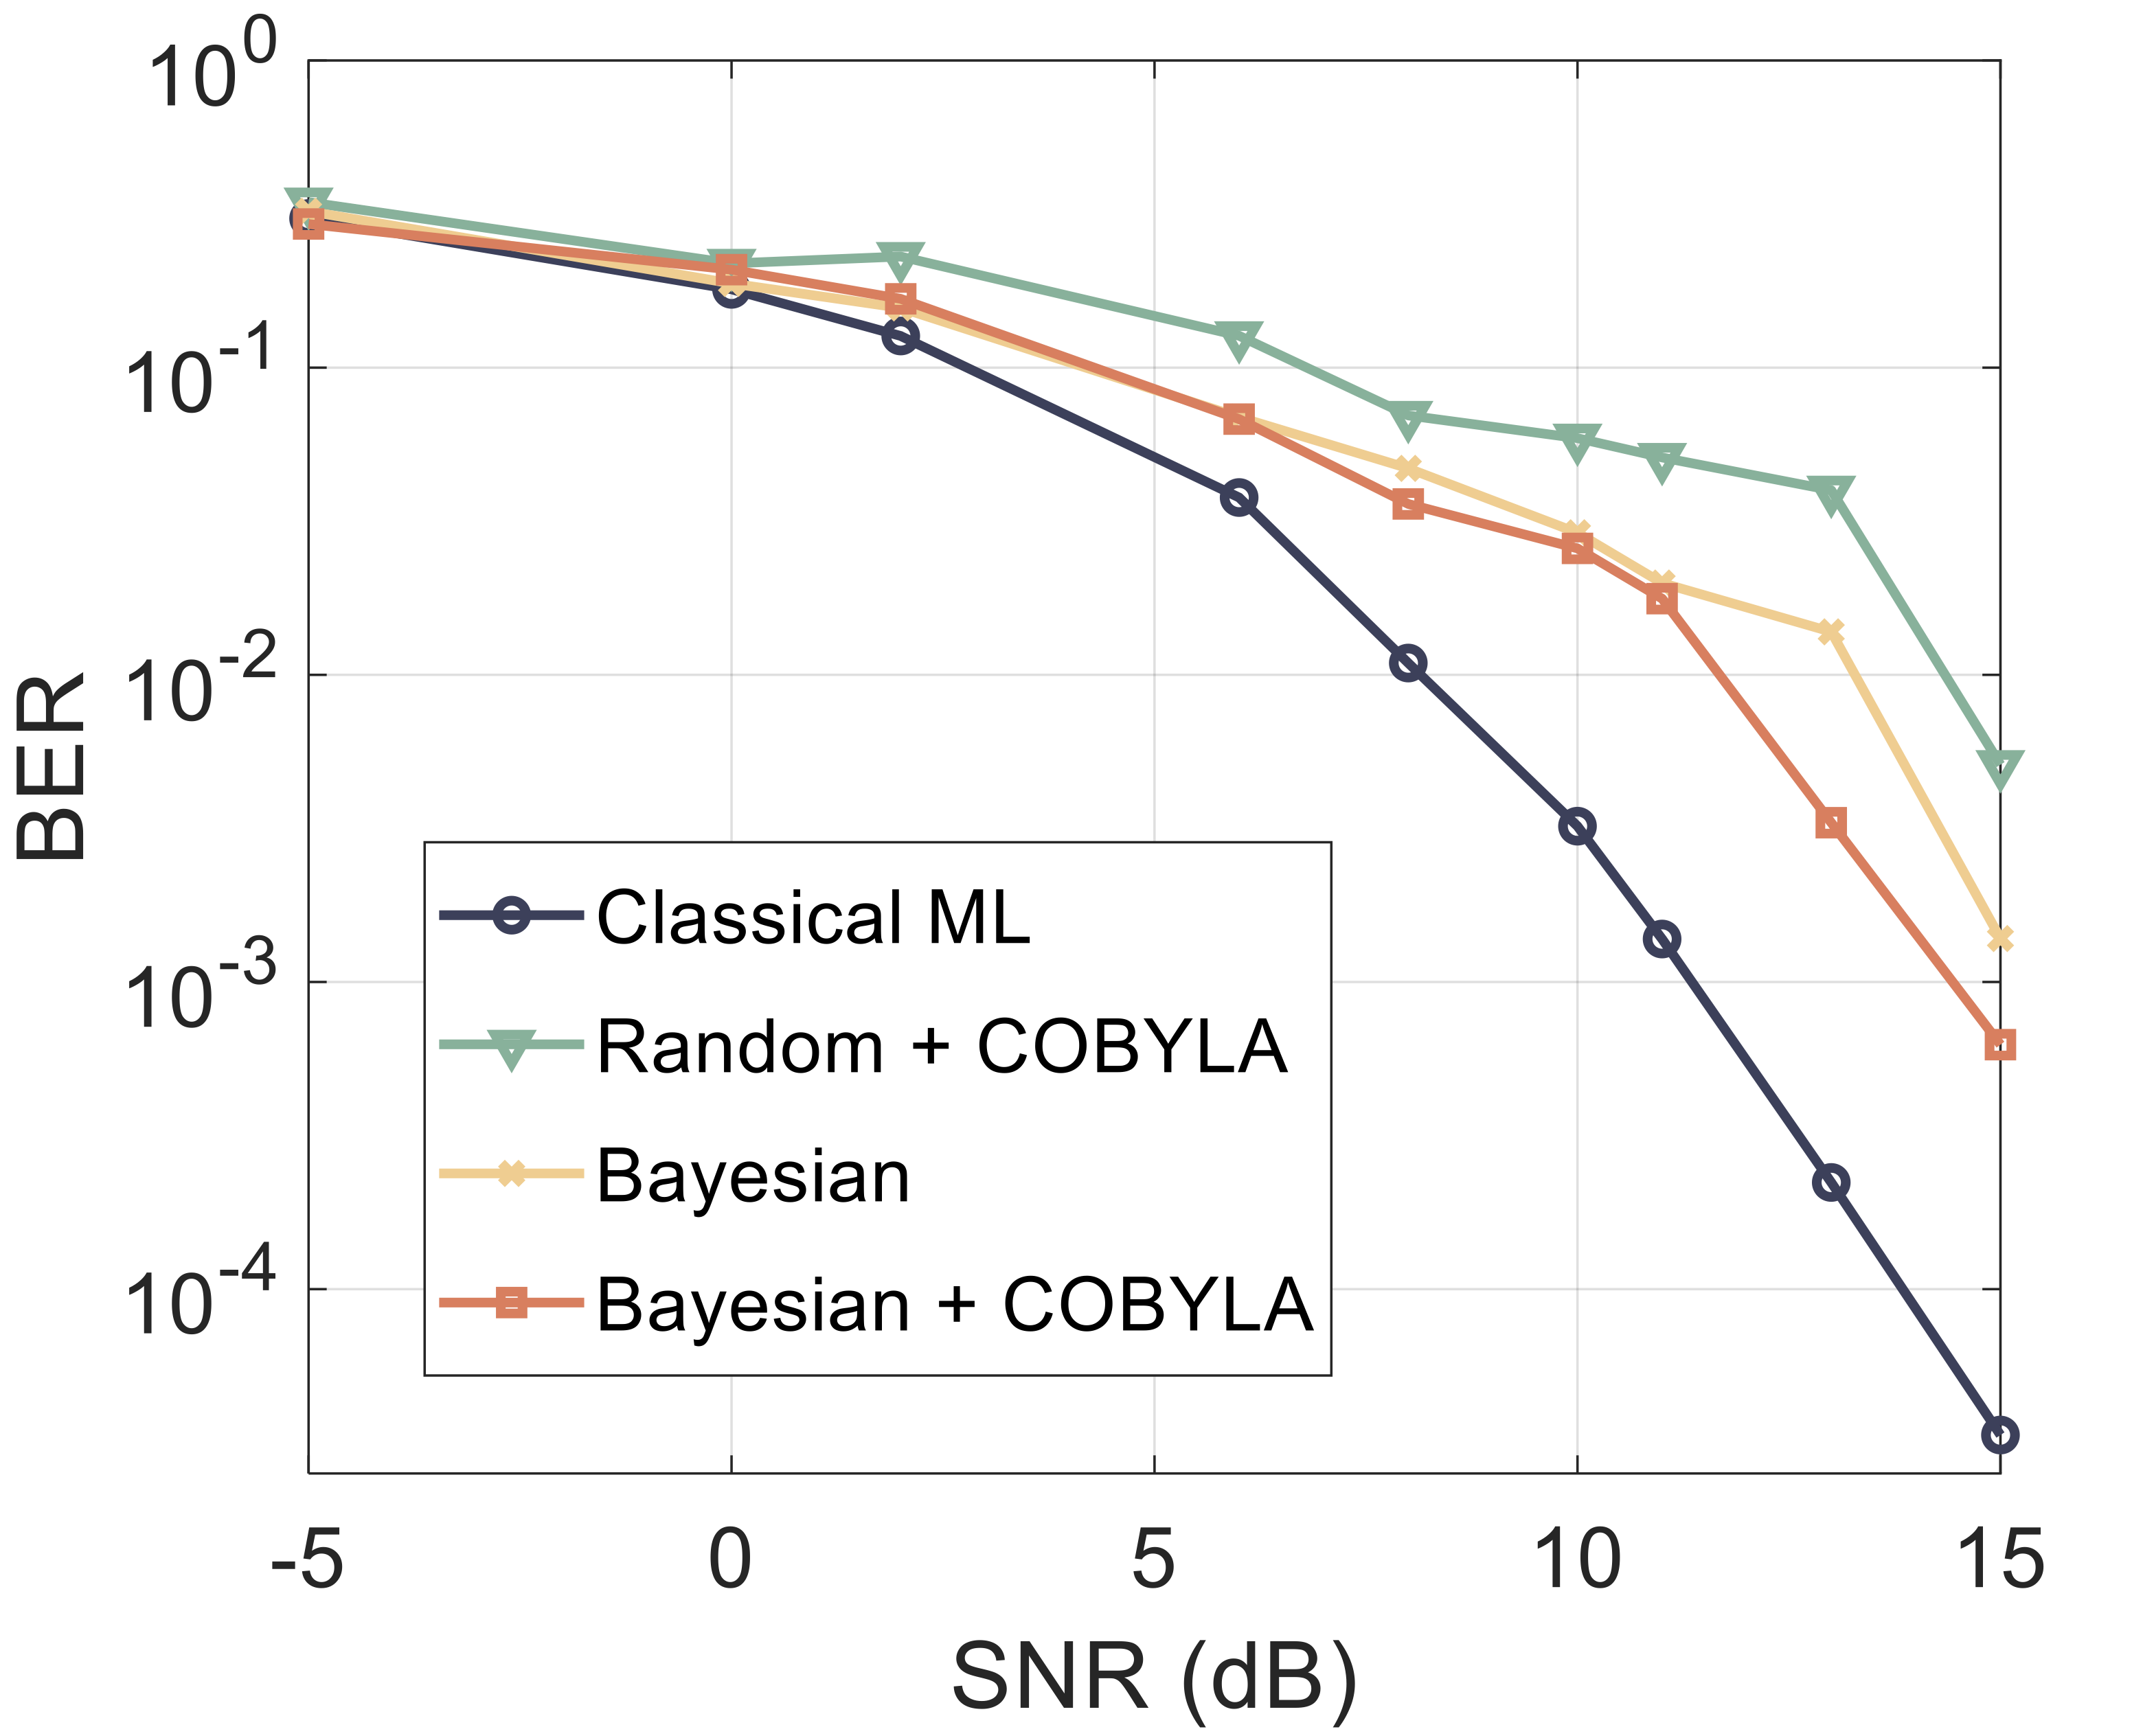 10^0
10^-1
10^-2
10^-3
10^-4
BER
Classical ML
Random + COBYLA
Bayesian
Bayesian + COBYLA
-5 0 5 10 15
SNR (dB)